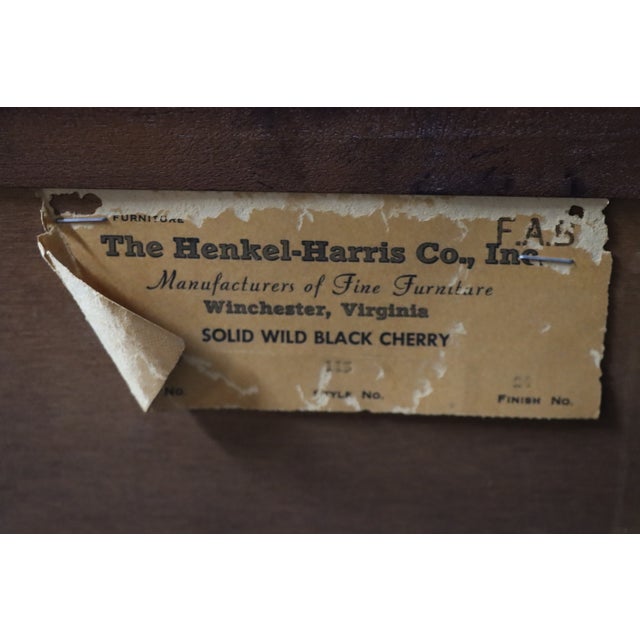 FURNITURE
F.A.S
The Henkel-Harris Co., Inc.
Manufacturers of Fine Furniture
Winchester, Virginia
SOLID WILD BLACK CHERRY
No. STYLE No. FINISH No.